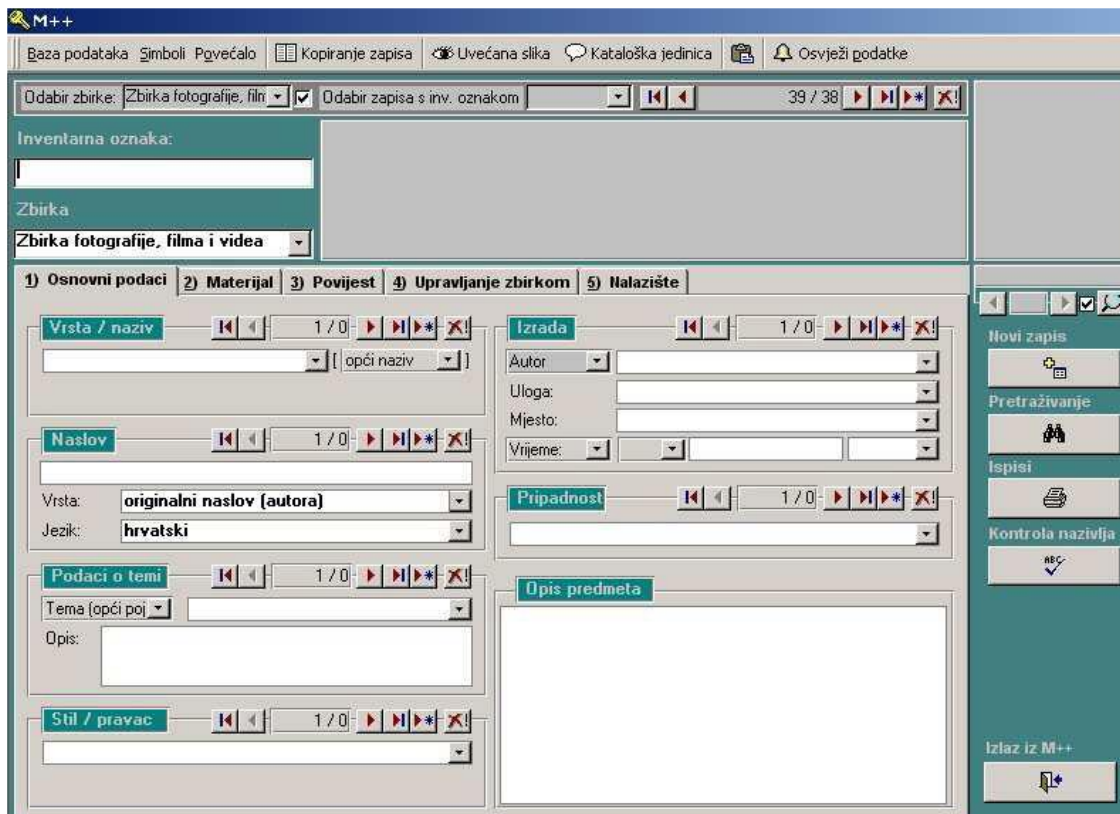 M++
Baza podataka Simboli Povećalo Kopiranje zapisa Uvećana slika Kataloška jedinica Osvježi podatke
Odabir zbirke: Zbirka fotografije, film Odabir zapisa s inv. oznakom 39 / 38
Inventarna oznaka:
Zbirka
Zbirka fotografije, filma i videa
1) Osnovni podaci 2) Materijal 3) Povijest 4) Upravljanje zbirkom 5) Nalazište
Vrsta / naziv 1 / 0
[ opći naziv ]
Naslov 1 / 0
Vrsta: originalni naslov (autora)
Jezik: hrvatski
Podaci o temi 1 / 0
Tema (opći poj
Opis:
Stil / pravac 1 / 0
Izrada 1 / 0
Autor
Uloga:
Mjesto:
Vrijeme:
Pripadnost 1 / 0
Opis predmeta
Novi zapis
Pretraživanje
Ispisi
Kontrola nazivlja
ABC
Izlaz iz M++